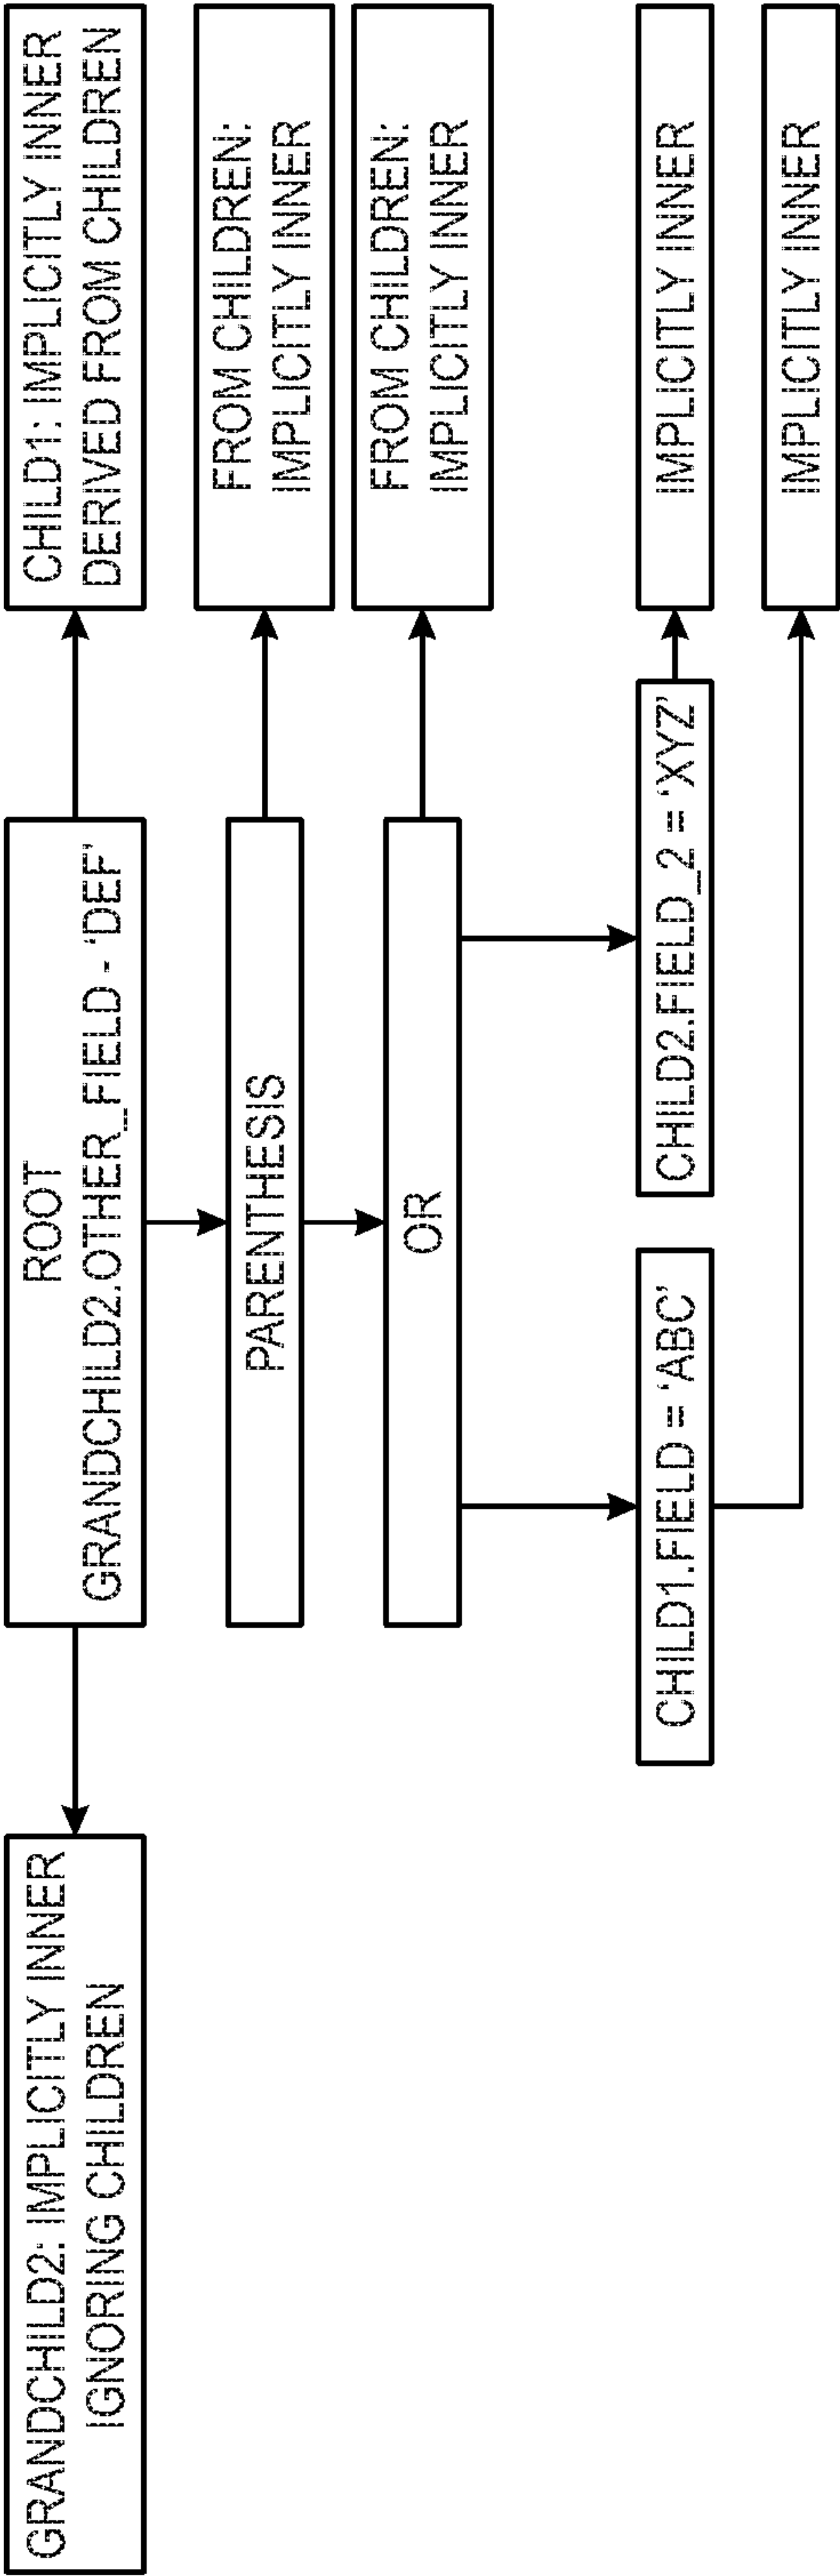 GRANDCHILD2: IMPLICITLY INNER
IGNORING CHILDREN
ROOT
GRANDCHILD2.OTHER_FIELD - ‘DEF’
CHILD1: IMPLICITLY INNER
DERIVED FROM CHILDREN
PARENTHESIS
FROM CHILDREN:
IMPLICITLY INNER
OR
FROM CHILDREN:
IMPLICITLY INNER
CHILD1.FIELD = ‘ABC’
CHILD2.FIELD_2 = ‘XYZ’
IMPLICITLY INNER
IMPLICITLY INNER